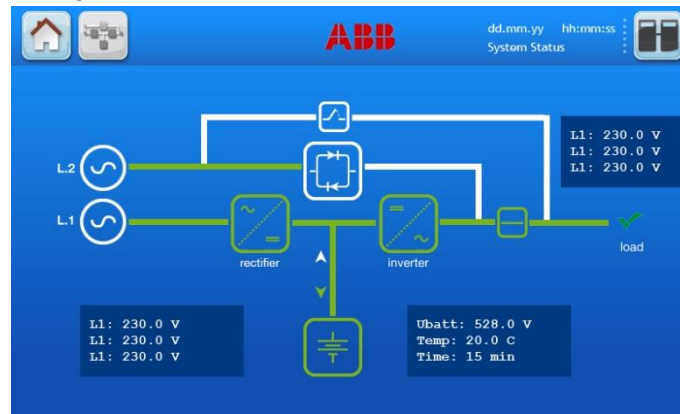 ABB
dd.mm.yy hh:mm:ss
System Status
L1: 230.0 V
L1: 230.0 V
L1: 230.0 V
L.2
L.1
rectifier
inverter
load
L1: 230.0 V
L1: 230.0 V
L1: 230.0 V
Ubatt: 528.0 V
Temp: 20.0 C
Time: 15 min